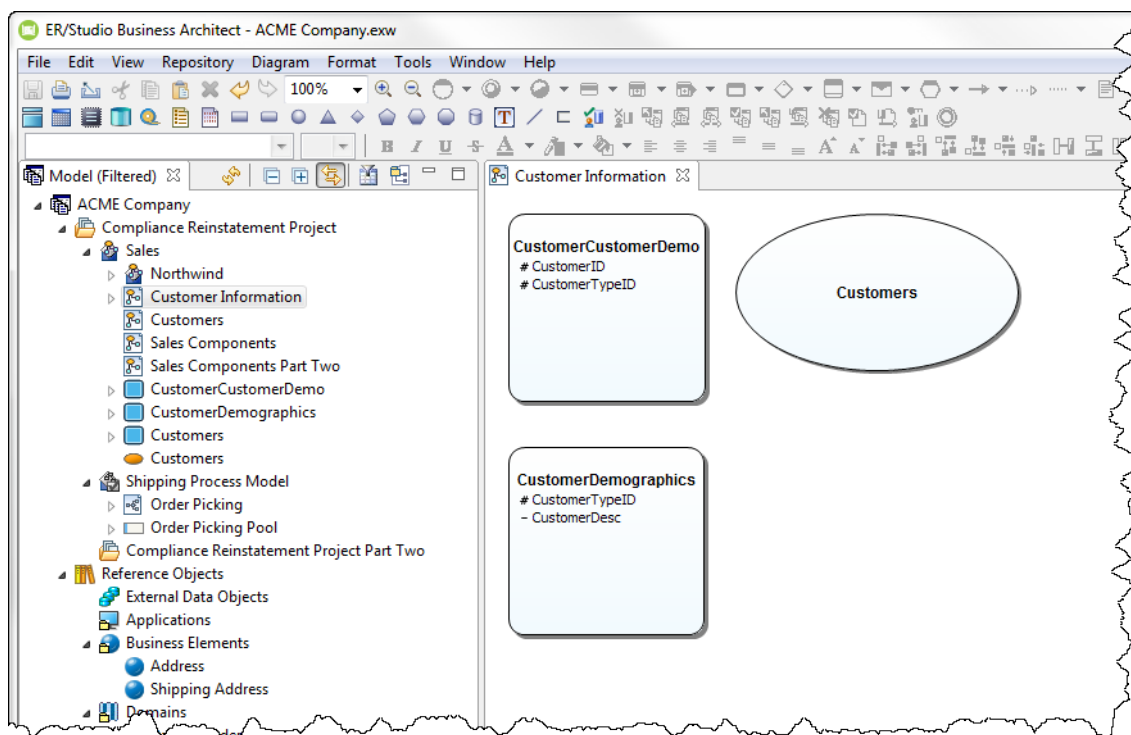 ER/Studio Business Architect - ACME Company.exw
File Edit View Repository Diagram Format Tools Window Help
100%
T
B I U S A A A
Model (Filtered)
Customer Information
ACME Company
Compliance Reinstatement Project
Sales
Northwind
Customer Information
Customers
Sales Components
Sales Components Part Two
CustomerCustomerDemo
CustomerDemographics
Customers
Customers
Shipping Process Model
Order Picking
Order Picking Pool
Compliance Reinstatement Project Part Two
Reference Objects
External Data Objects
Applications
Business Elements
Address
Shipping Address
Domains
CustomerCustomerDemo
# CustomerID
# CustomerTypeID
Customers
CustomerDemographics
# CustomerTypeID
– CustomerDesc